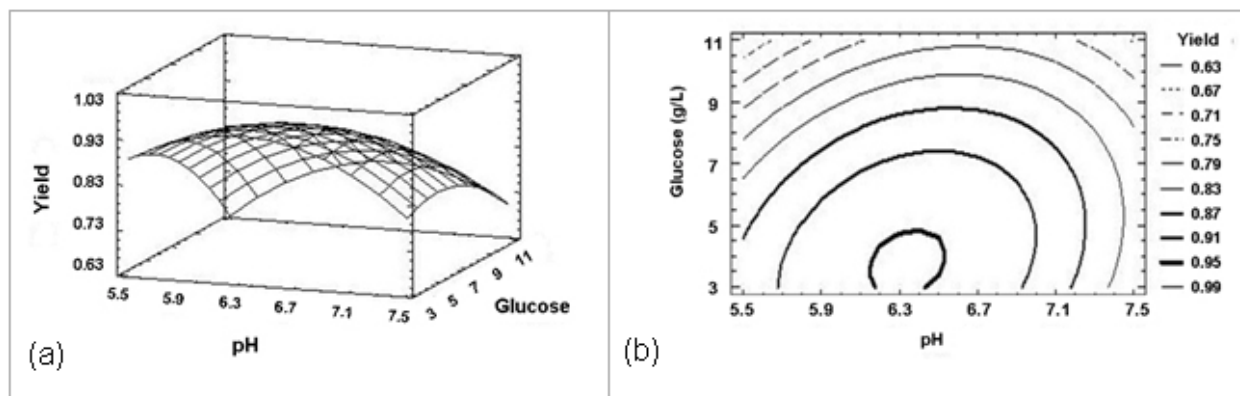 1.03
0.93
0.83
0.73
0.63
Yield
5.5 5.9 6.3 6.7 7.1 7.5
pH
3 5 7 9 11
Glucose
(a)
11
9
7
5
3
Glucose (g/L)
5.5 5.9 6.3 6.7 7.1 7.5
pH
Yield
0.63
0.67
0.71
0.75
0.79
0.83
0.87
0.91
0.95
0.99
(b)